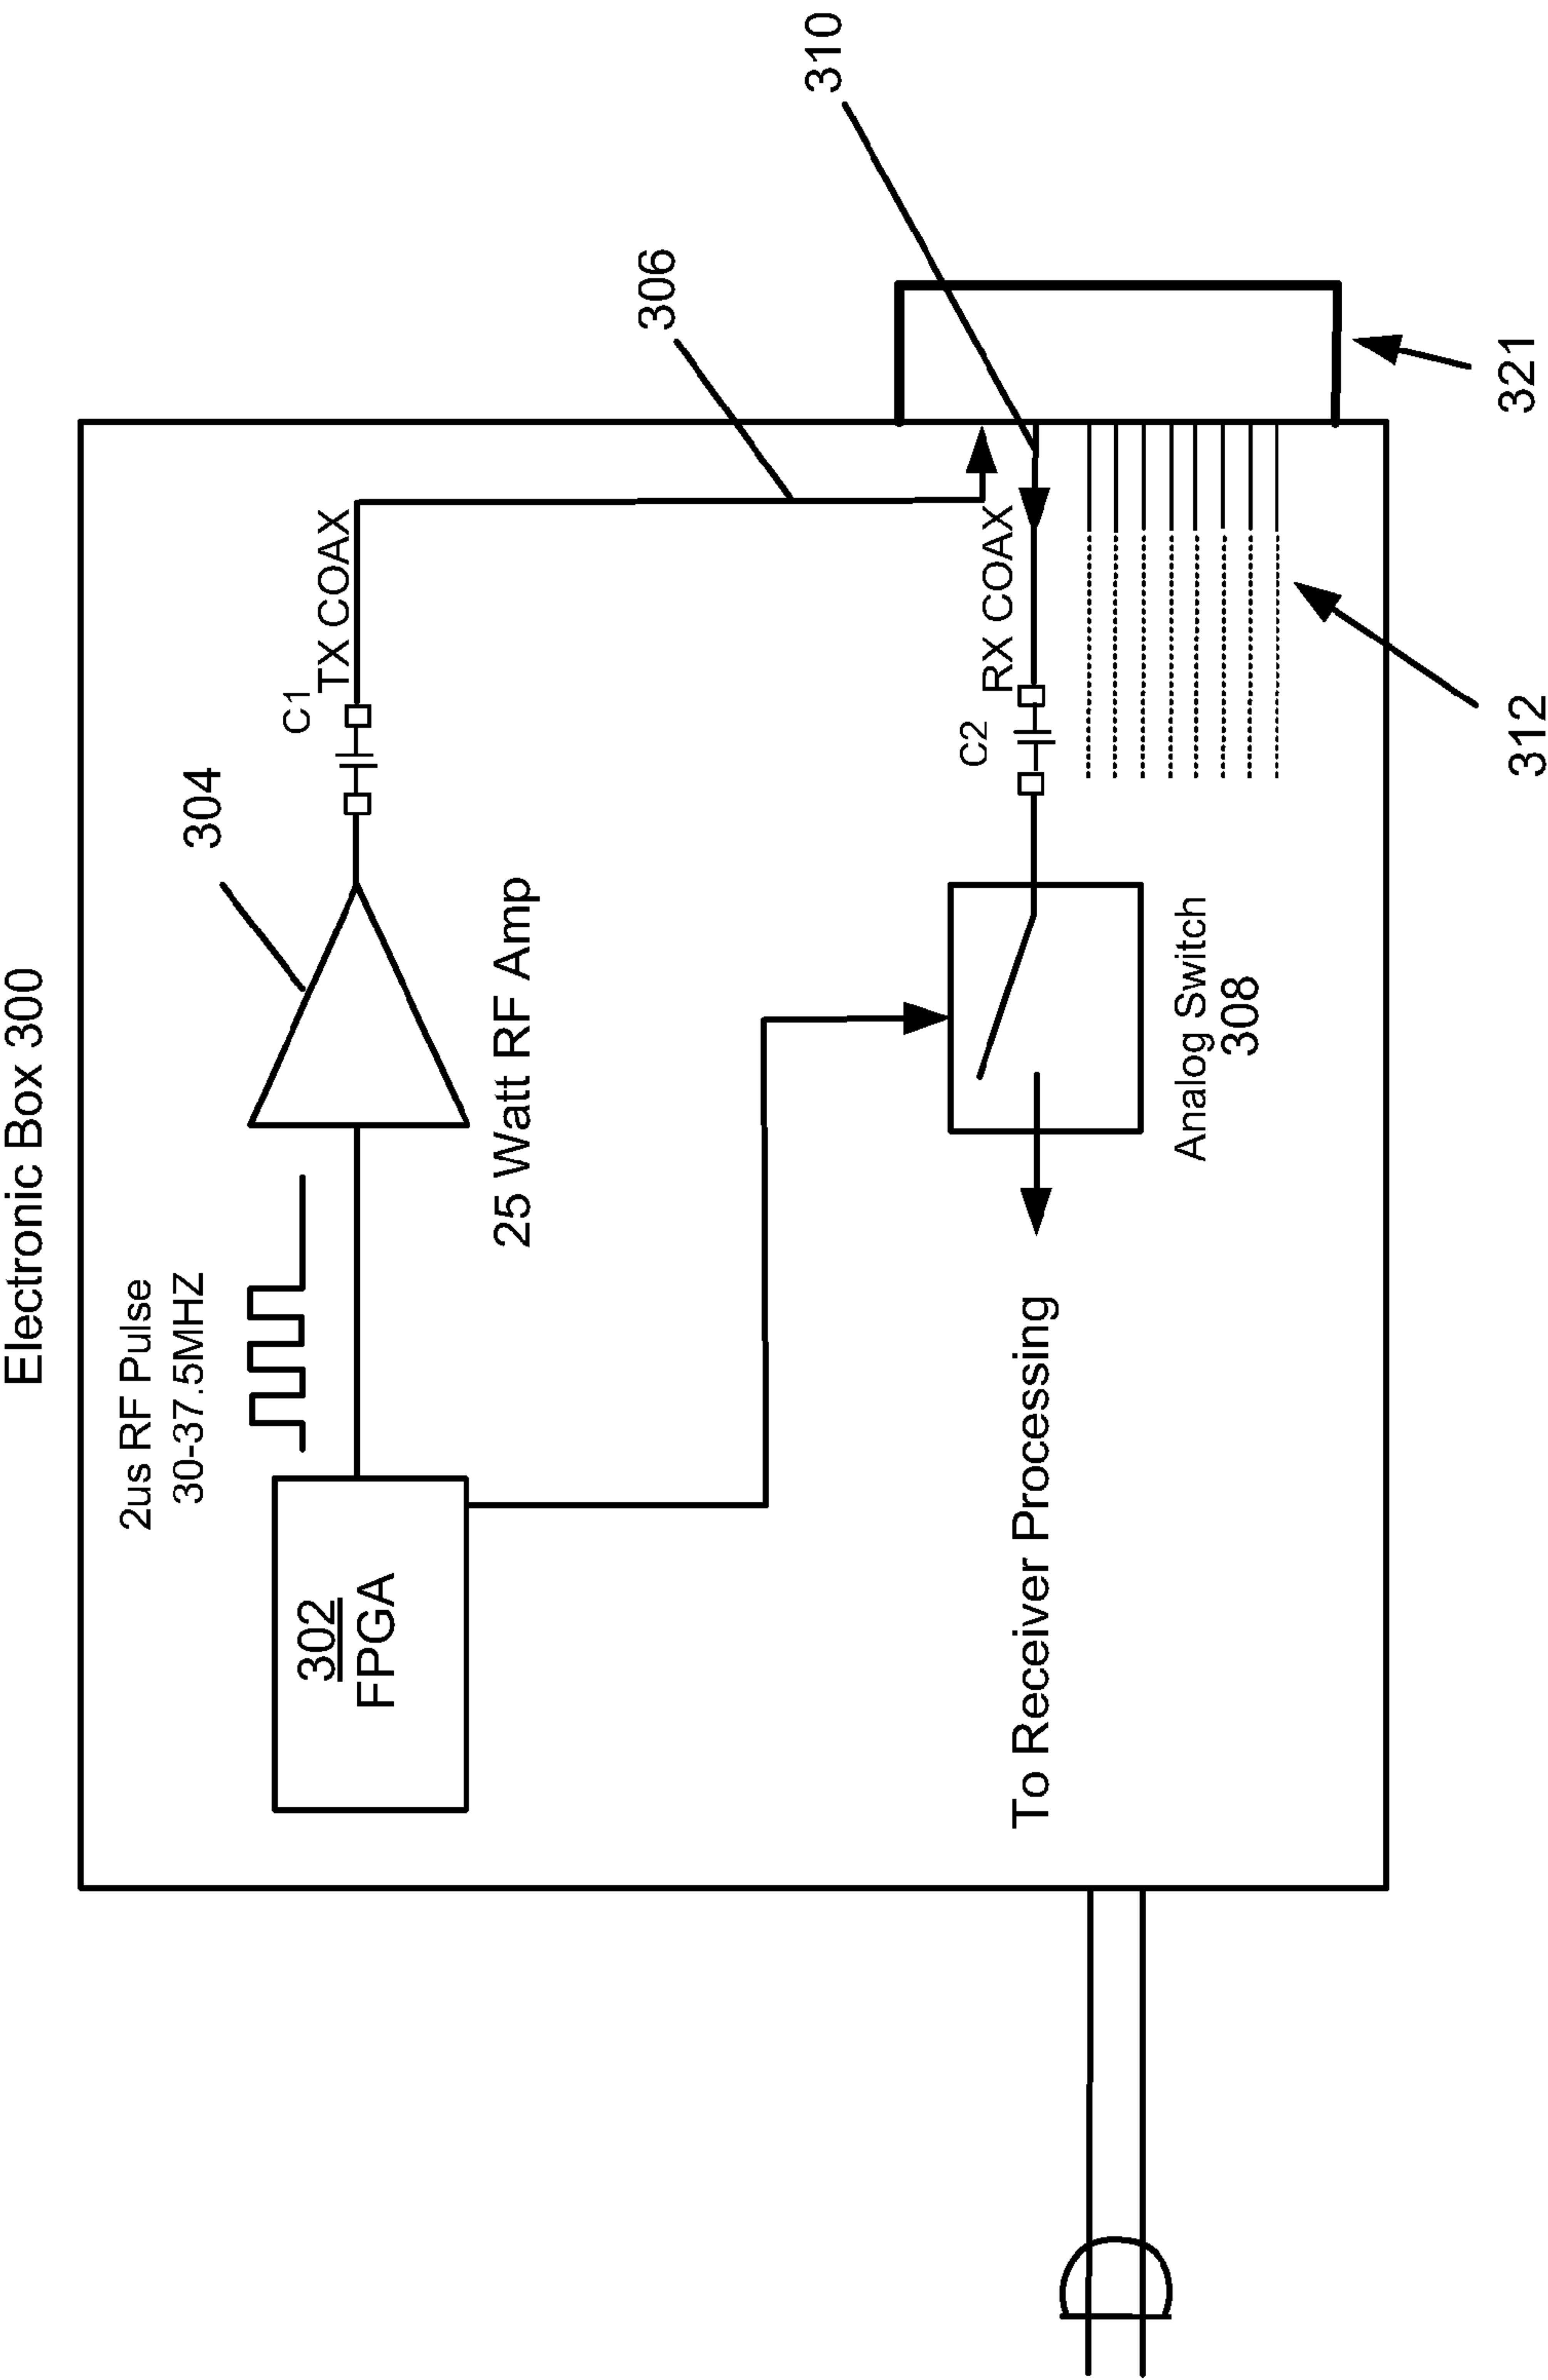 Electronic Box 300
2us RF Pulse
30-37.5MHZ
304
C1
TX COAX
302
FPGA
25 Watt RF Amp
306
310
C2
RX COAX
To Receiver Processing
Analog Switch
308
312
321